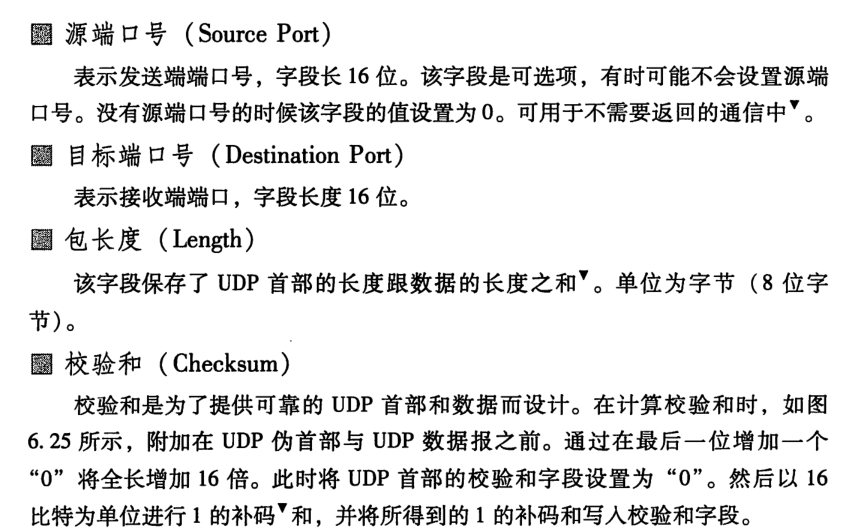 源端口号（Source Port）
表示发送端端口号，字段长 16 位。该字段是可选项，有时可能不会设置源端
口号。没有源端口号的时候该字段的值设置为 0。可用于不需要返回的通信中▼。
目标端口号（Destination Port）
表示接收端端口，字段长度 16 位。
包长度（Length）
该字段保存了 UDP 首部的长度跟数据的长度之和▼。单位为字节（8 位字
节）。
校验和（Checksum）
校验和是为了提供可靠的 UDP 首部和数据而设计。在计算校验和时，如图
6. 25 所示，附加在 UDP 伪首部与 UDP 数据报之前。通过在最后一位增加一个
“0”将全长增加 16 倍。此时将 UDP 首部的校验和字段设置为“0”。然后以 16
比特为单位进行 1 的补码▼和，并将所得到的 1 的补码和写入校验和字段。